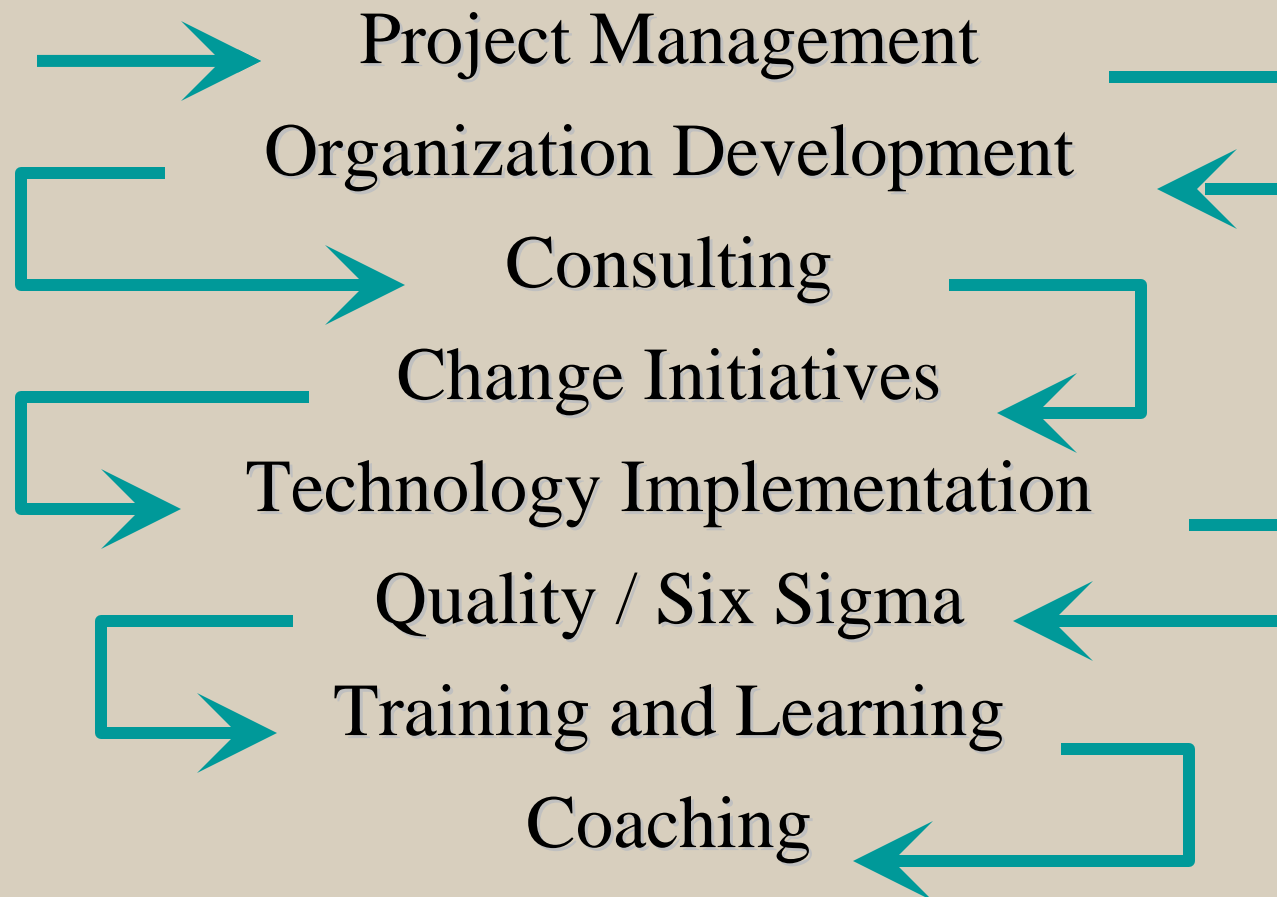 Project Management
Organization Development
Consulting
Change Initiatives
Technology Implementation
Quality / Six Sigma
Training and Learning
Coaching